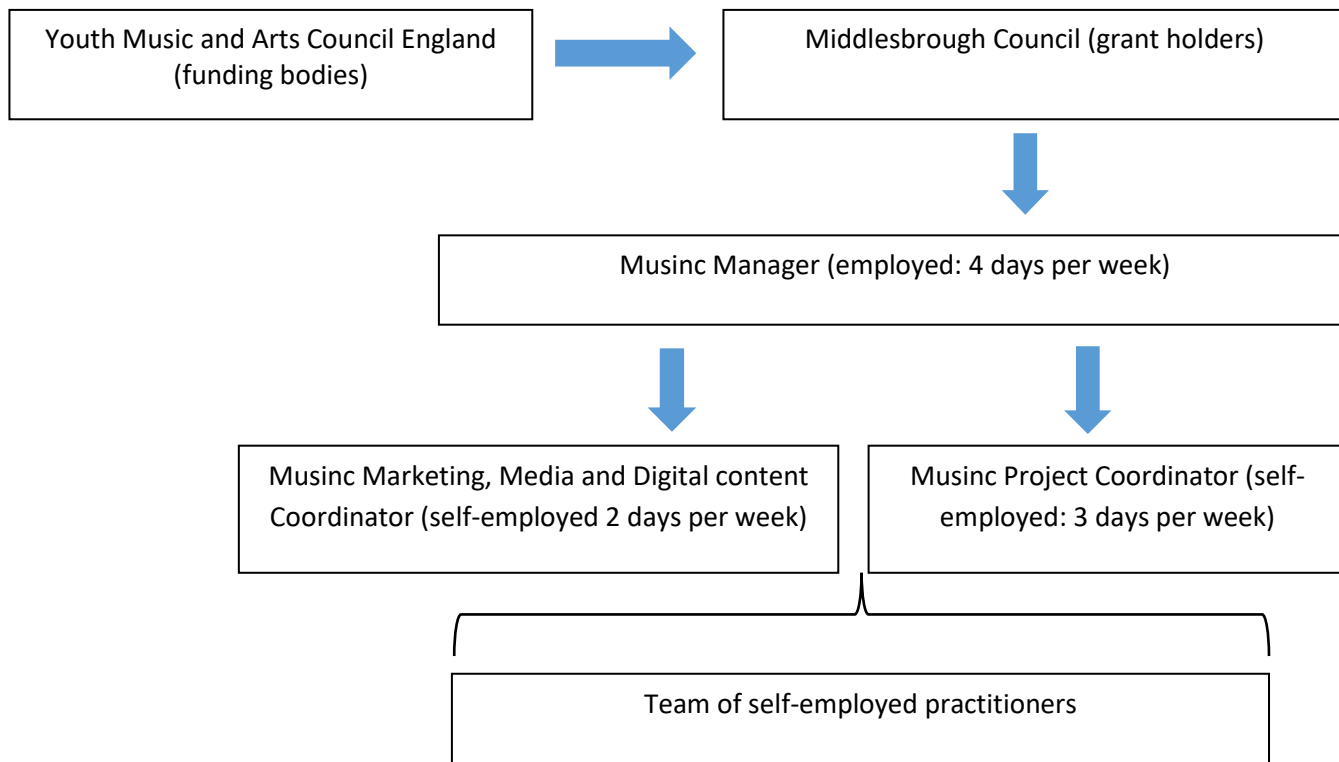 Youth Music and Arts Council England
(funding bodies)
Middlesbrough Council (grant holders)
Musinc Manager (employed: 4 days per week)
Musinc Marketing, Media and Digital content
Coordinator (self-employed 2 days per week)
Musinc Project Coordinator (self-
employed: 3 days per week)
Team of self-employed practitioners